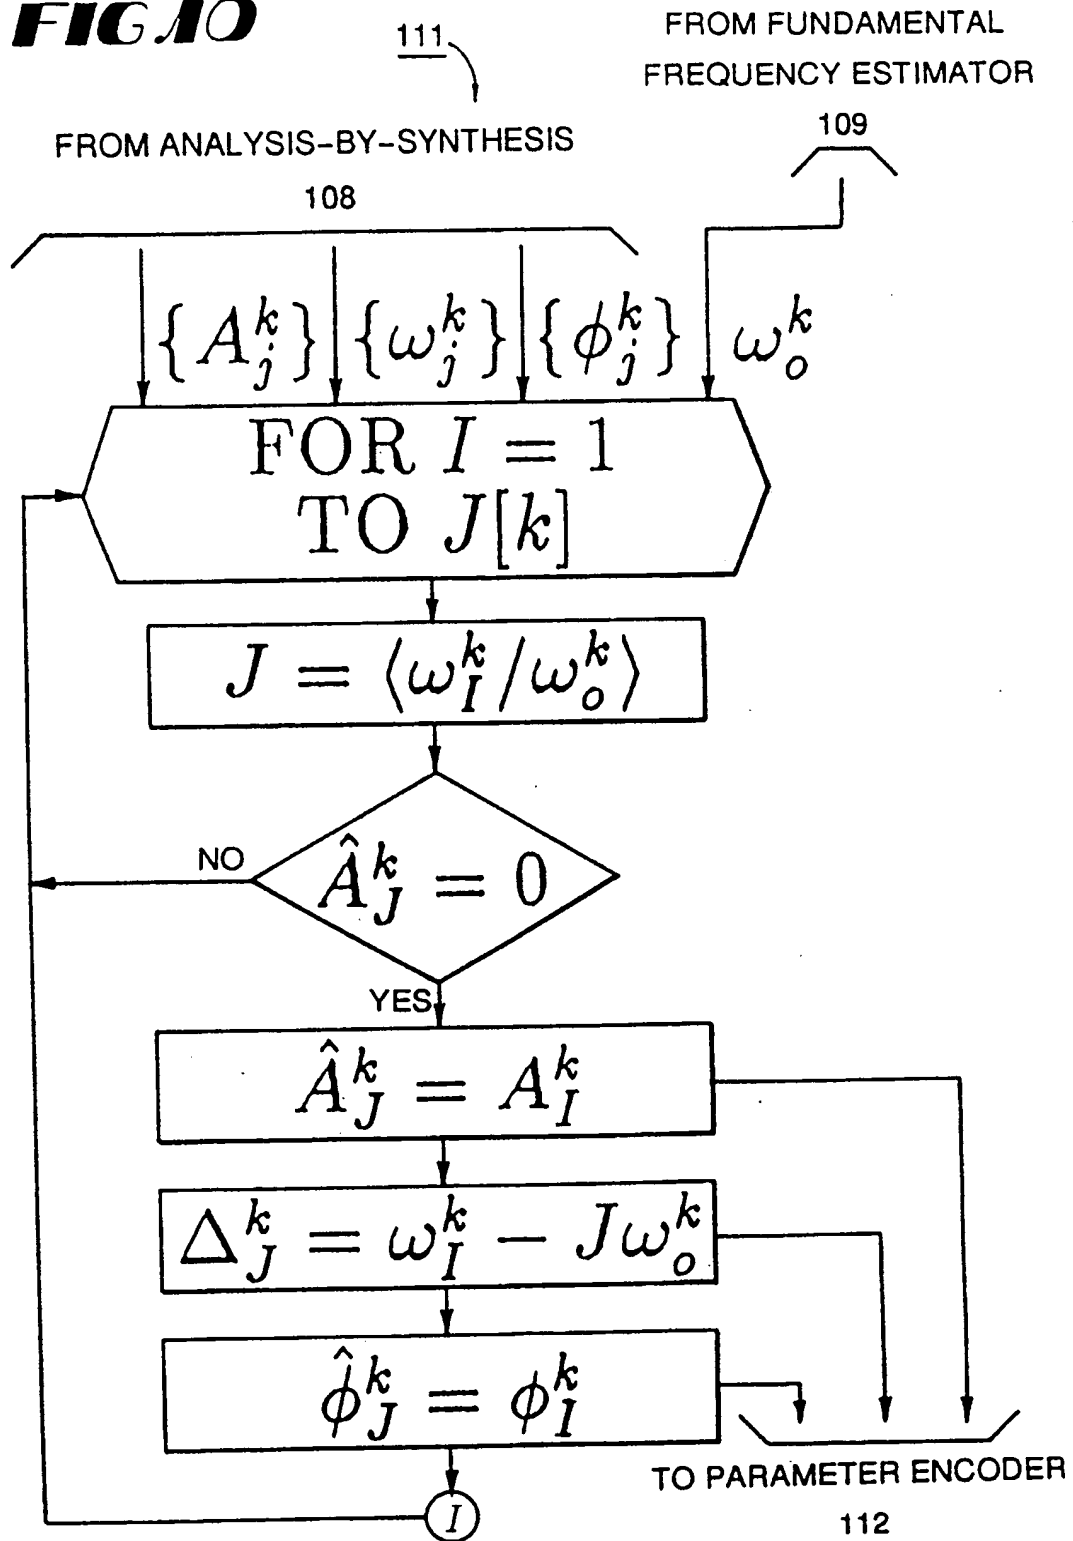 FIG.10
111
FROM FUNDAMENTAL
FREQUENCY ESTIMATOR
109
FROM ANALYSIS-BY-SYNTHESIS
108
{A_j^k} {ω_j^k} {ϕ_j^k} ω_o^k
FOR I = 1
TO J[k]
J = ⟨ω_I^k/ω_o^k⟩
NO
Â_J^k = 0
YES
Â_J^k = A_I^k
Δ_J^k = ω_I^k − Jω_o^k
ϕ̂_J^k = ϕ_I^k
TO PARAMETER ENCODER
112
I